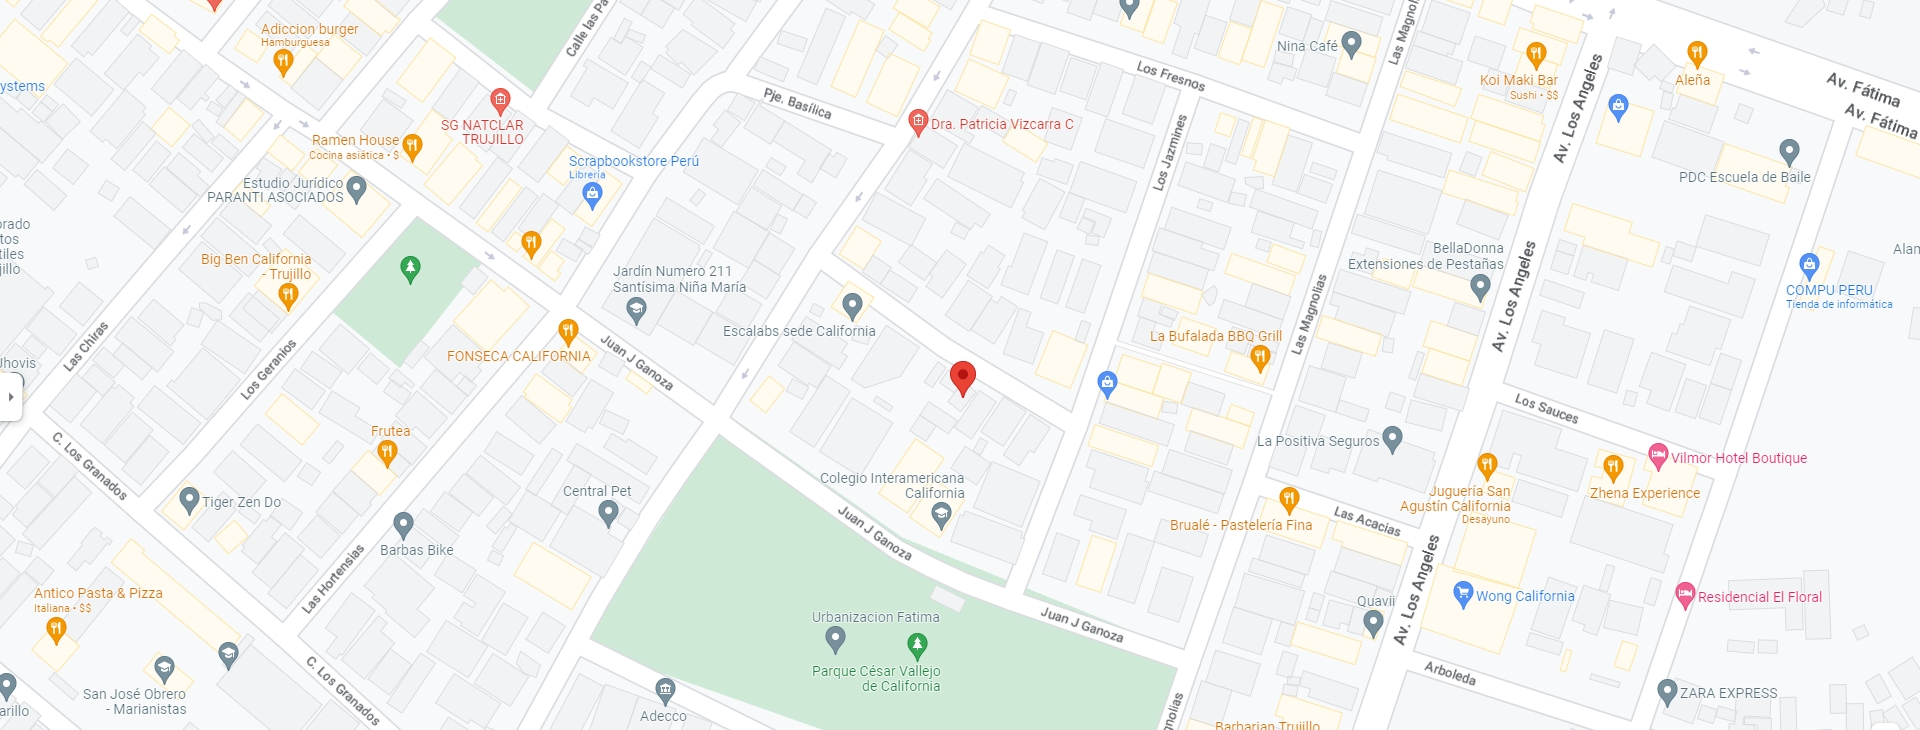 Adiccion burger
Hamburguesa
Calle las Pa
Las Magnol
Nina Café
Los Fresnos
Koi Maki Bar
Sushi • $$
Av. Los Angeles
Aleña
Av. Fátima
Av. Fátima
ystems
SG NATCLAR
TRUJILLO
Pje. Basílica
Dra. Patricia Vizcarra C
Ramen House
Cocina asiática • $
Scrapbookstore Perú
Librería
Los Jazmines
PDC Escuela de Baile
Estudio Jurídico
PARANTI ASOCIADOS
orado
tos
tiles
jillo
Big Ben California
- Trujillo
Jardín Numero 211
Santísima Niña María
BellaDonna
Extensiones de Pestañas
Alan
COMPU PERU
Tienda de informática
Las Magnolias
Av. Los Angeles
Escalabs sede California
La Bufalada BBQ Grill
Las Chiras
Los Geranios
FONSECA CALIFORNIA
Juan J Ganoza
Jhovis
Los Sauces
Frutea
La Positiva Seguros
Vilmor Hotel Boutique
C. Los Granados
Colegio Interamericana
California
Central Pet
Tiger Zen Do
Juguería San
Agustín California
Desayuno
Zhena Experience
Juan J Ganoza
Brualé - Pastelería Fina
Las Acacias
Barbas Bike
Las Hortensias
Av. Los Angeles
Antico Pasta & Pizza
Italiana • $$
Quavii
Wong California
Residencial El Floral
Juan J Ganoza
Urbanizacion Fatima
Parque César Vallejo
de California
C. Los Granados
Arboleda
San José Obrero
- Marianistas
arillo
Adecco
ZARA EXPRESS
gnolias
Barbarian Trujillo